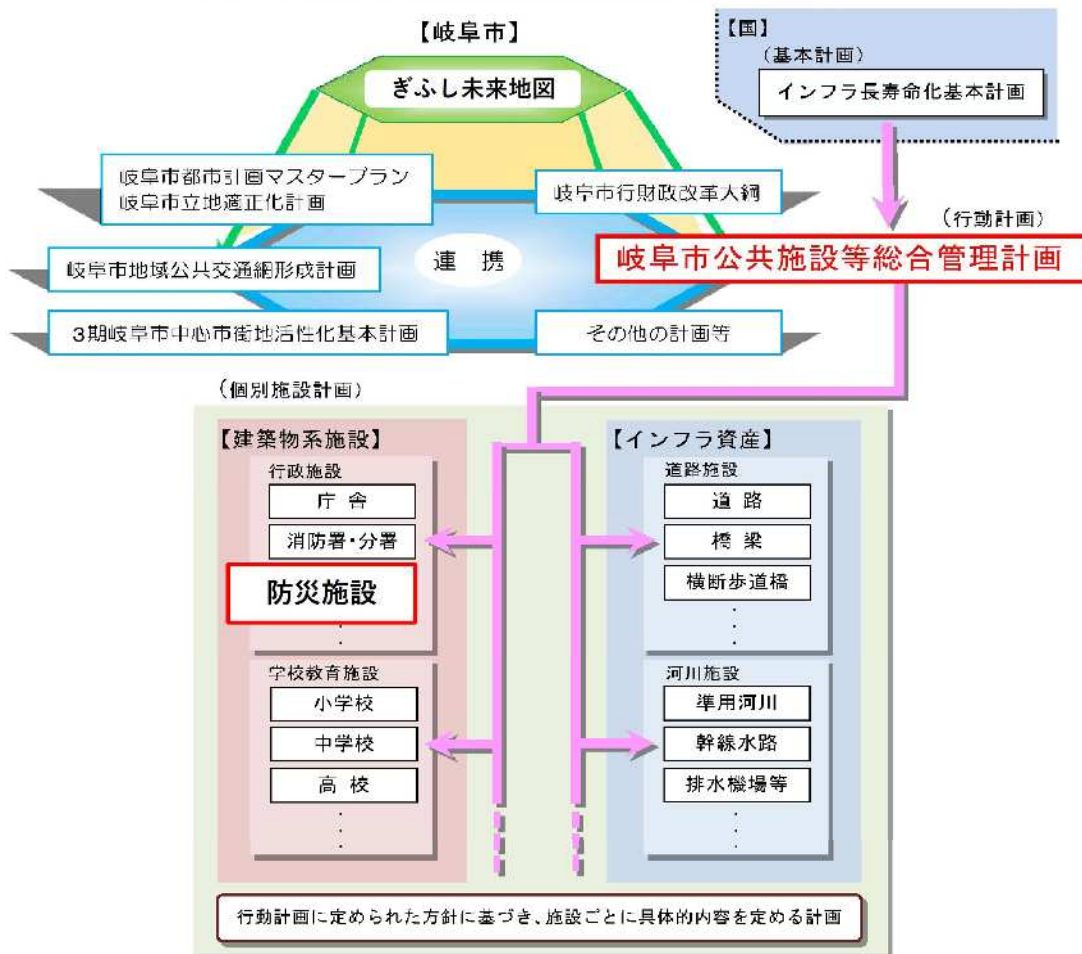 【岐阜市】
ぎふし未来地図
【国】
(基本計画)
インフラ長寿命化基本計画
岐阜市都市計画マスタープラン
岐阜市立地適正化計画
岐阜市行財政改革大綱
(行動計画)
岐阜市地域公共交通網形成計画
連 携
岐阜市公共施設等総合管理計画
3期岐阜市中心市街地活性化基本計画
その他の計画等
(個別施設計画)
【建築物系施設】
行政施設
庁 舎
消防署・分署
防災施設
・
・
学校教育施設
小学校
中学校
高 校
・
・
・
【インフラ資産】
道路施設
道 路
橋 梁
横断歩道橋
・
・
・
河川施設
準用河川
幹線水路
排水機場等
・
・
・
行動計画に定められた方針に基づき、施設ごとに具体的内容を定める計画